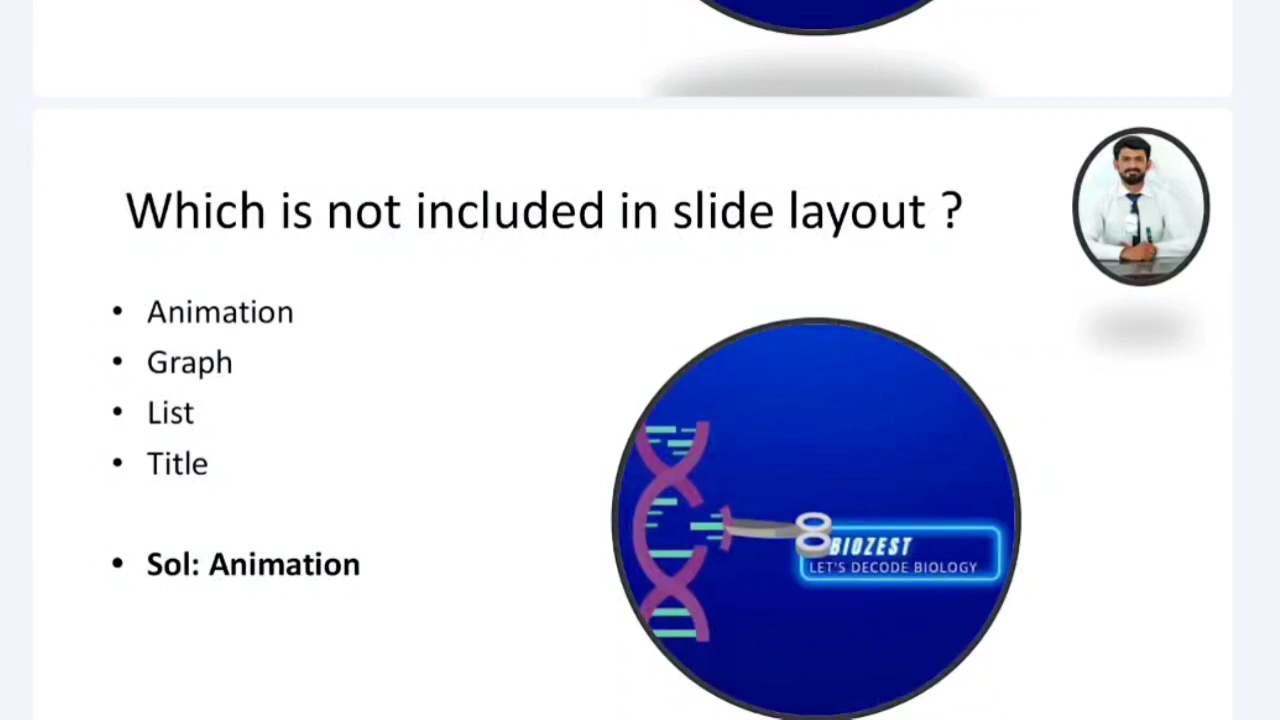 Which is not included in slide layout ?
• Animation
• Graph
• List
• Title
• Sol: Animation
BIOZEST
LET'S DECODE BIOLOGY